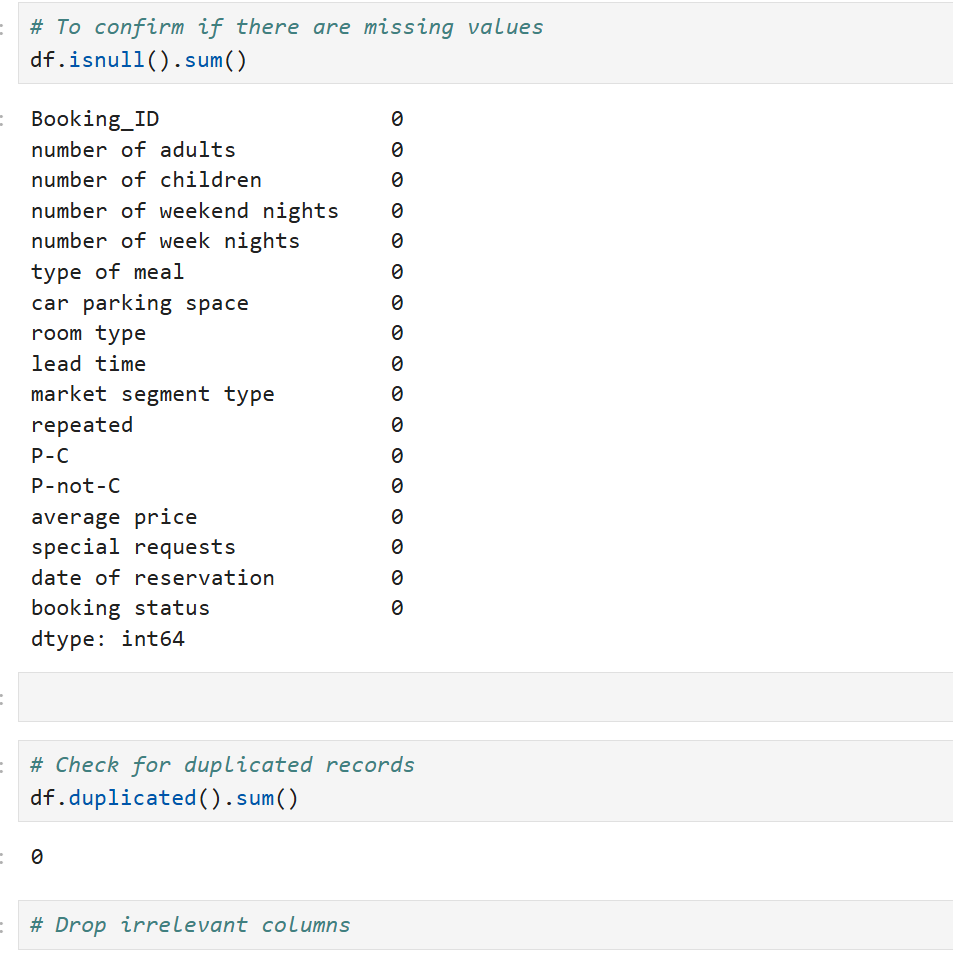 # To confirm if there are missing values
df.isnull().sum()
Booking_ID 0
number of adults 0
number of children 0
number of weekend nights 0
number of week nights 0
type of meal 0
car parking space 0
room type 0
lead time 0
market segment type 0
repeated 0
P-C 0
P-not-C 0
average price 0
special requests 0
date of reservation 0
booking status 0
dtype: int64
# Check for duplicated records
df.duplicated().sum()
0
# Drop irrelevant columns